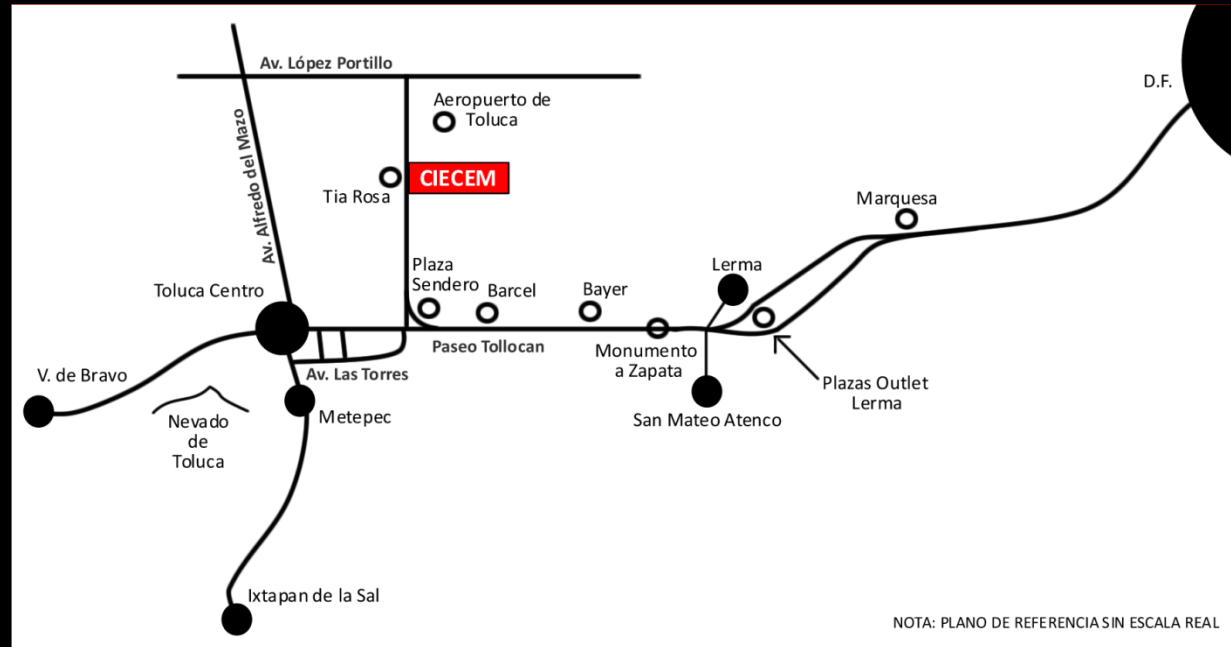 Av. López Portillo
D.F.
Aeropuerto de
Toluca
Av. Alfredo del Mazo
CIECEM
Tia Rosa
Marquesa
Plaza
Sendero
Lerma
Toluca Centro
Barcel
Bayer
Paseo Tollocan
Monumento
a Zapata
V. de Bravo
Av. Las Torres
Plazas Outlet
Lerma
Metepec
San Mateo Atenco
Nevado
de
Toluca
Ixtapan de la Sal
NOTA: PLANO DE REFERENCIA SIN ESCALA REAL